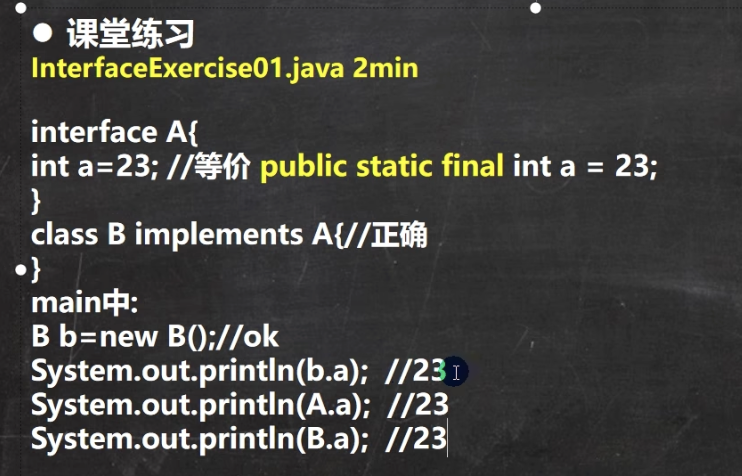 ● 课堂练习
InterfaceExercise01.java 2min
interface A{
int a=23; //等价 public static final int a = 23;
}
class B implements A{//正确
}
main中:
B b=new B();//ok
System.out.println(b.a);  //23
System.out.println(A.a);  //23
System.out.println(B.a);  //23